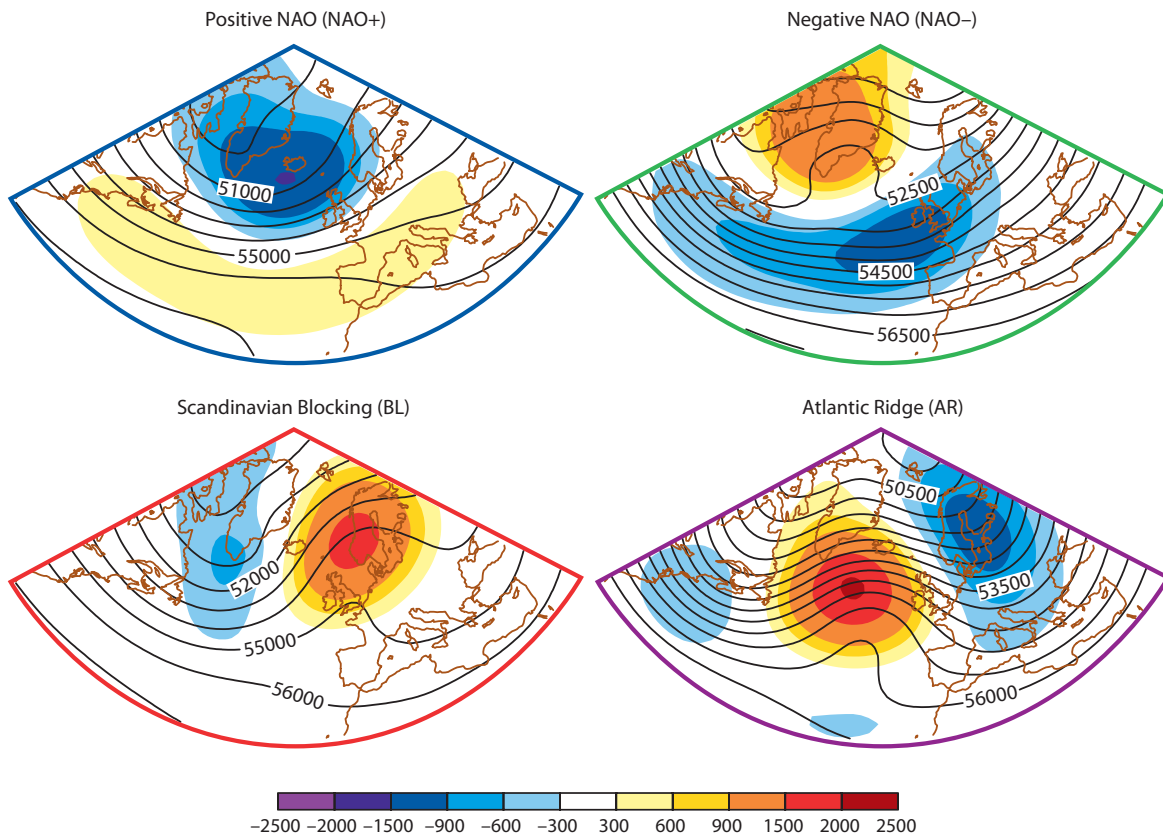 Positive NAO (NAO+)
Negative NAO (NAO–)
51000
55000
52500
54500
56500
Scandinavian Blocking (BL)
Atlantic Ridge (AR)
52000
55000
56000
50500
53500
56000
–2500 –2000 –1500 –900 –600 –300 300 600 900 1500 2000 2500